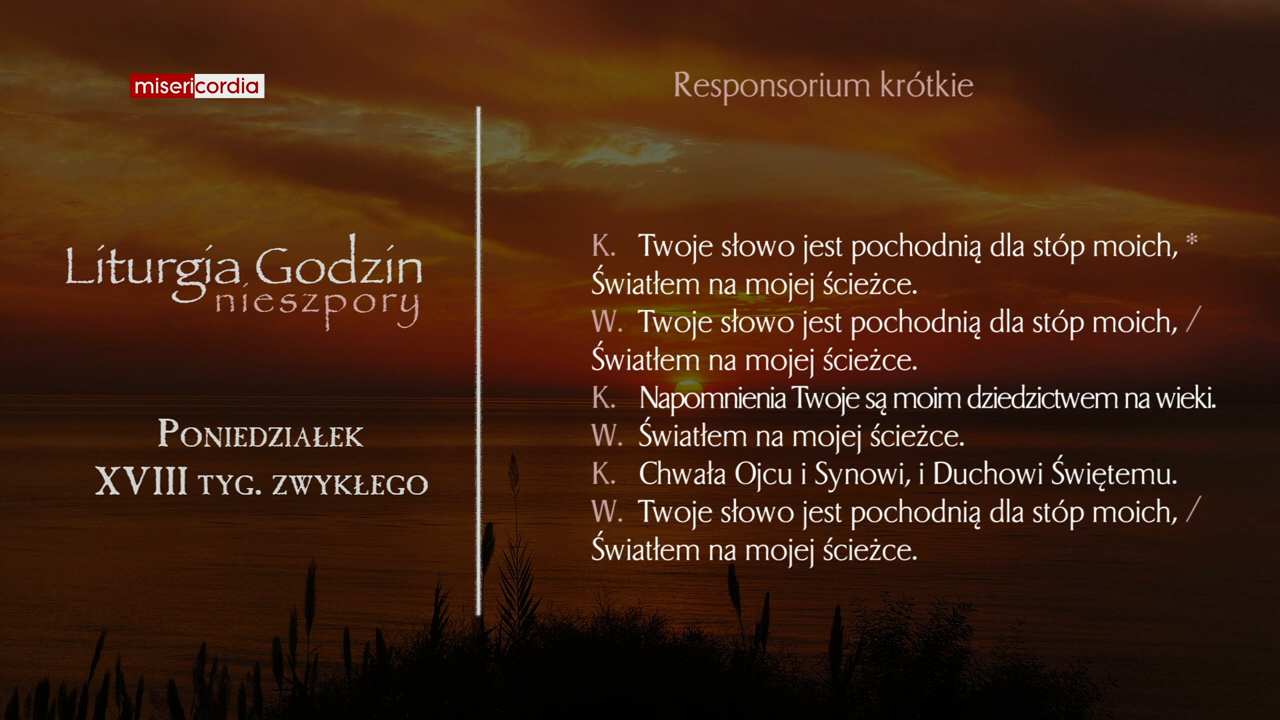 misericordia
Responsorium krótkie
Liturgia Godzin
nieszpory
Poniedziałek
XVIII tyg. zwykłego
K. Twoje słowo jest pochodnią dla stóp moich, *
Światłem na mojej ścieżce.
W. Twoje słowo jest pochodnią dla stóp moich, /
Światłem na mojej ścieżce.
K. Napomnienia Twoje są moim dziedzictwem na wieki.
W. Światłem na mojej ścieżce.
K. Chwała Ojcu i Synowi, i Duchowi Świętemu.
W. Twoje słowo jest pochodnią dla stóp moich, /
Światłem na mojej ścieżce.